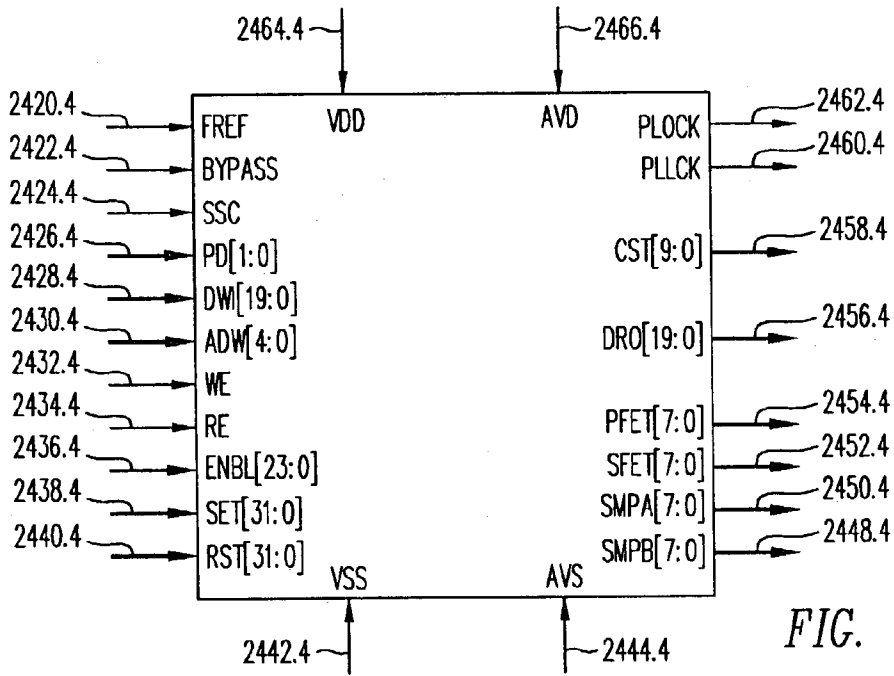 2464.4 2466.4
2420.4 FREF VDD AVD PLOCK 2462.4
2422.4 BYPASS PLLCK 2460.4
2424.4 SSC
2426.4 PD[1:0] CST[9:0] 2458.4
2428.4 DWI[19:0]
2430.4 ADW[4:0] DRO[19:0] 2456.4
2432.4 WE
2434.4 RE PFET[7:0] 2454.4
2436.4 ENBL[23:0] SFET[7:0] 2452.4
2438.4 SET[31:0] SMPA[7:0] 2450.4
2440.4 RST[31:0] SMPB[7:0] 2448.4
VSS AVS
2442.4 2444.4
FIG.